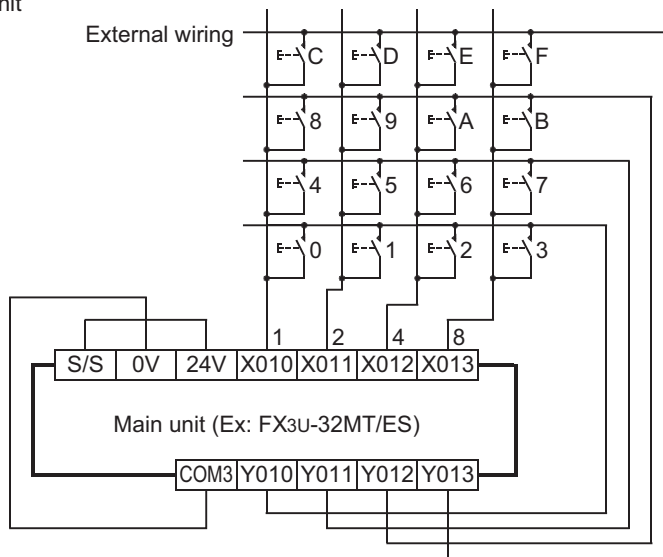 nit
External wiring
C D E F
8 9 A B
4 5 6 7
0 1 2 3
1 2 4 8
S/S 0V 24V X010 X011 X012 X013
Main unit (Ex: FX3U-32MT/ES)
COM3 Y010 Y011 Y012 Y013